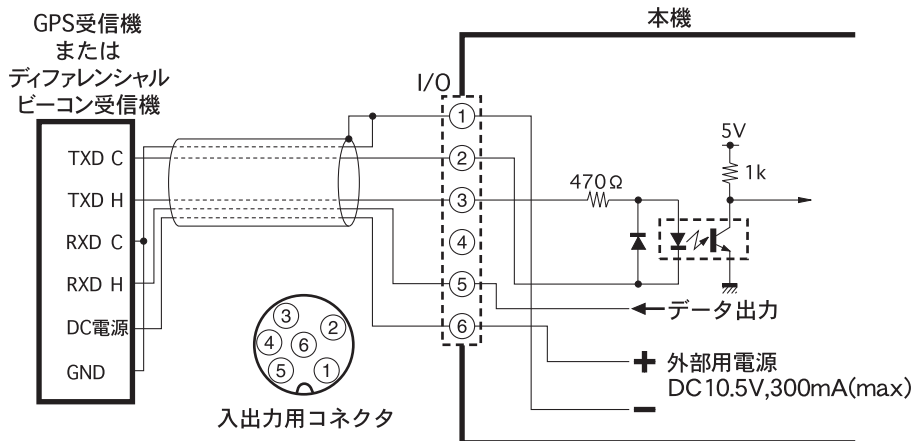 GPS受信機
または
ディファレンシャル
ビーコン受信機
本機
I/O
TXD C
TXD H
RXD C
RXD H
DC電源
GND
1
2
3
4
5
6
470Ω
5V
1k
データ出力
+ 外部用電源
DC10.5V,300mA(max)
−
3
2
4
6
5
1
入出力用コネクタ